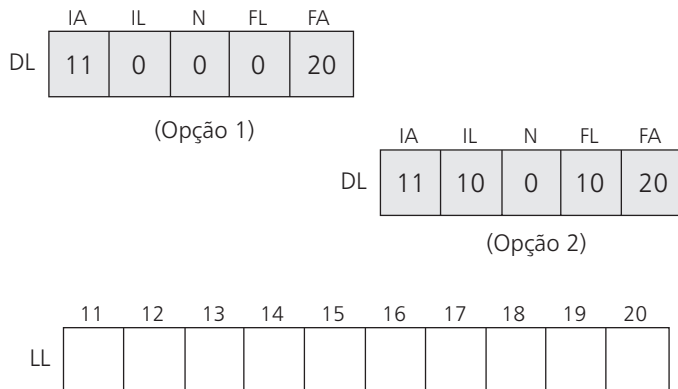 IA IL N FL FA
DL 11 0 0 0 20
(Opção 1)
IA IL N FL FA
DL 11 10 0 10 20
(Opção 2)
11 12 13 14 15 16 17 18 19 20
LL